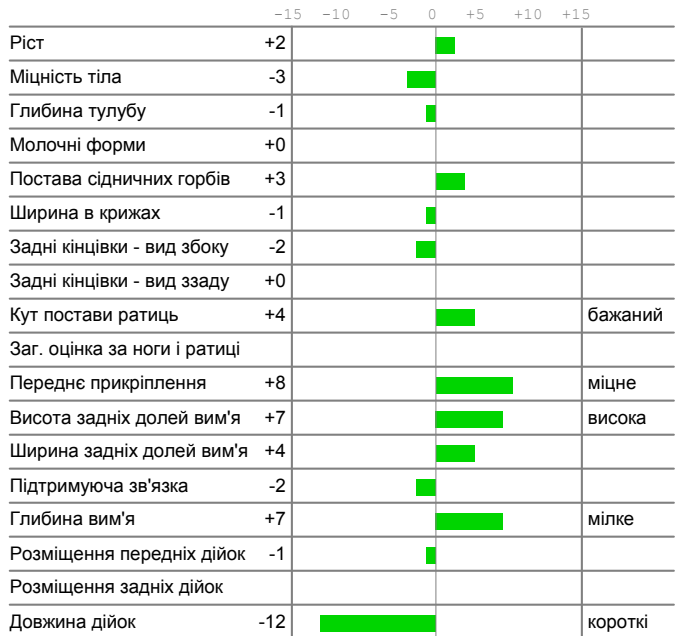 -15 -10 -5 0 +5 +10 +15
Ріст +2
Міцність тіла -3
Глибина тулубу -1
Молочні форми +0
Постава сідничних горбів +3
Ширина в крижах -1
Задні кінцівки - вид збоку -2
Задні кінцівки - вид ззаду +0
Кут постави ратиць +4 бажаний
Заг. оцінка за ноги і ратиці
Переднє прикріплення +8 міцне
Висота задніх долей вим'я +7 висока
Ширина задніх долей вим'я +4
Підтримуюча зв'язка -2
Глибина вим'я +7 мілке
Розміщення передніх дійок -1
Розміщення задніх дійок
Довжина дійок -12 короткі